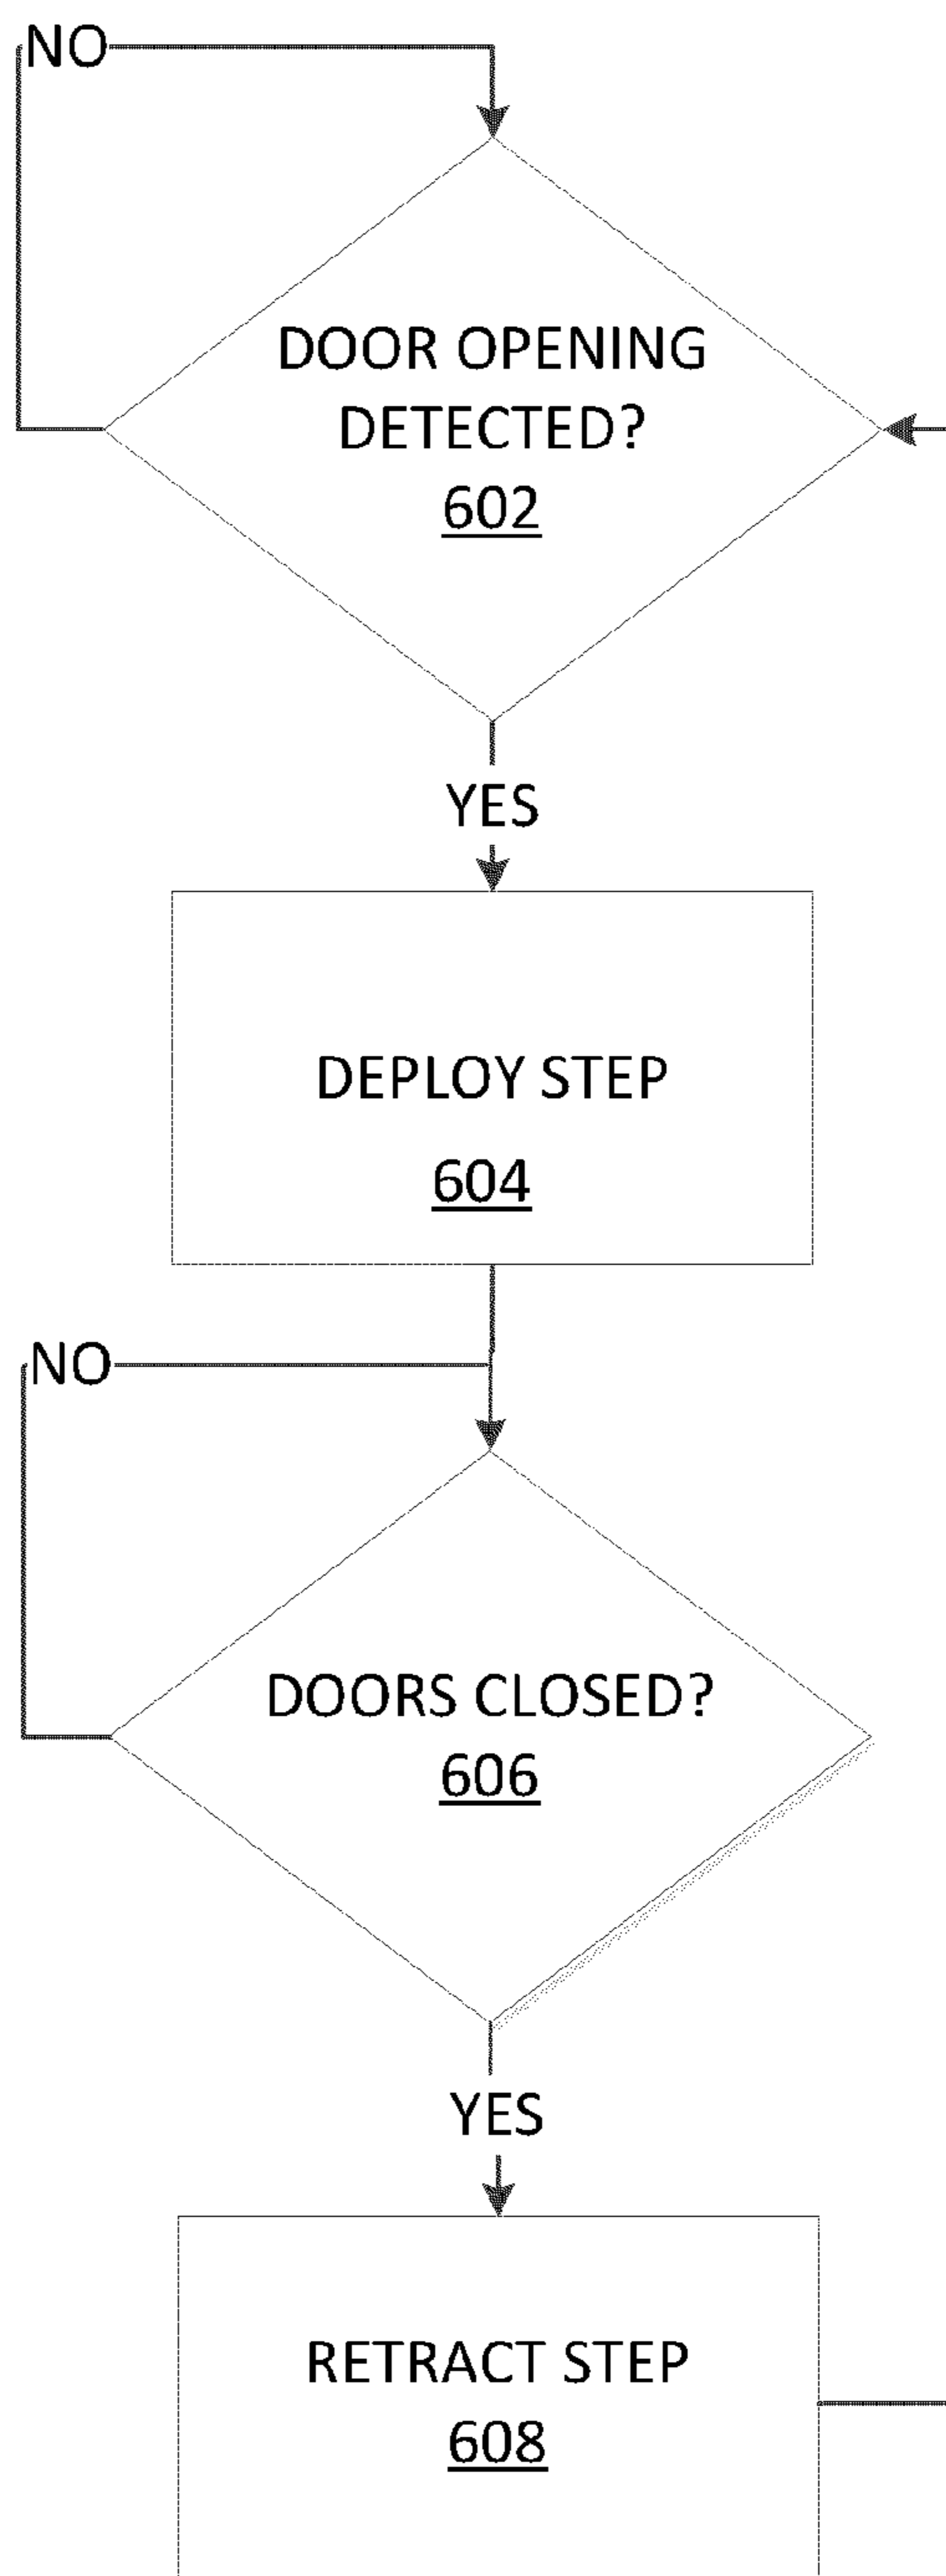 NO
DOOR OPENING
DETECTED?
602
YES
DEPLOY STEP
604
NO
DOORS CLOSED?
606
YES
RETRACT STEP
608